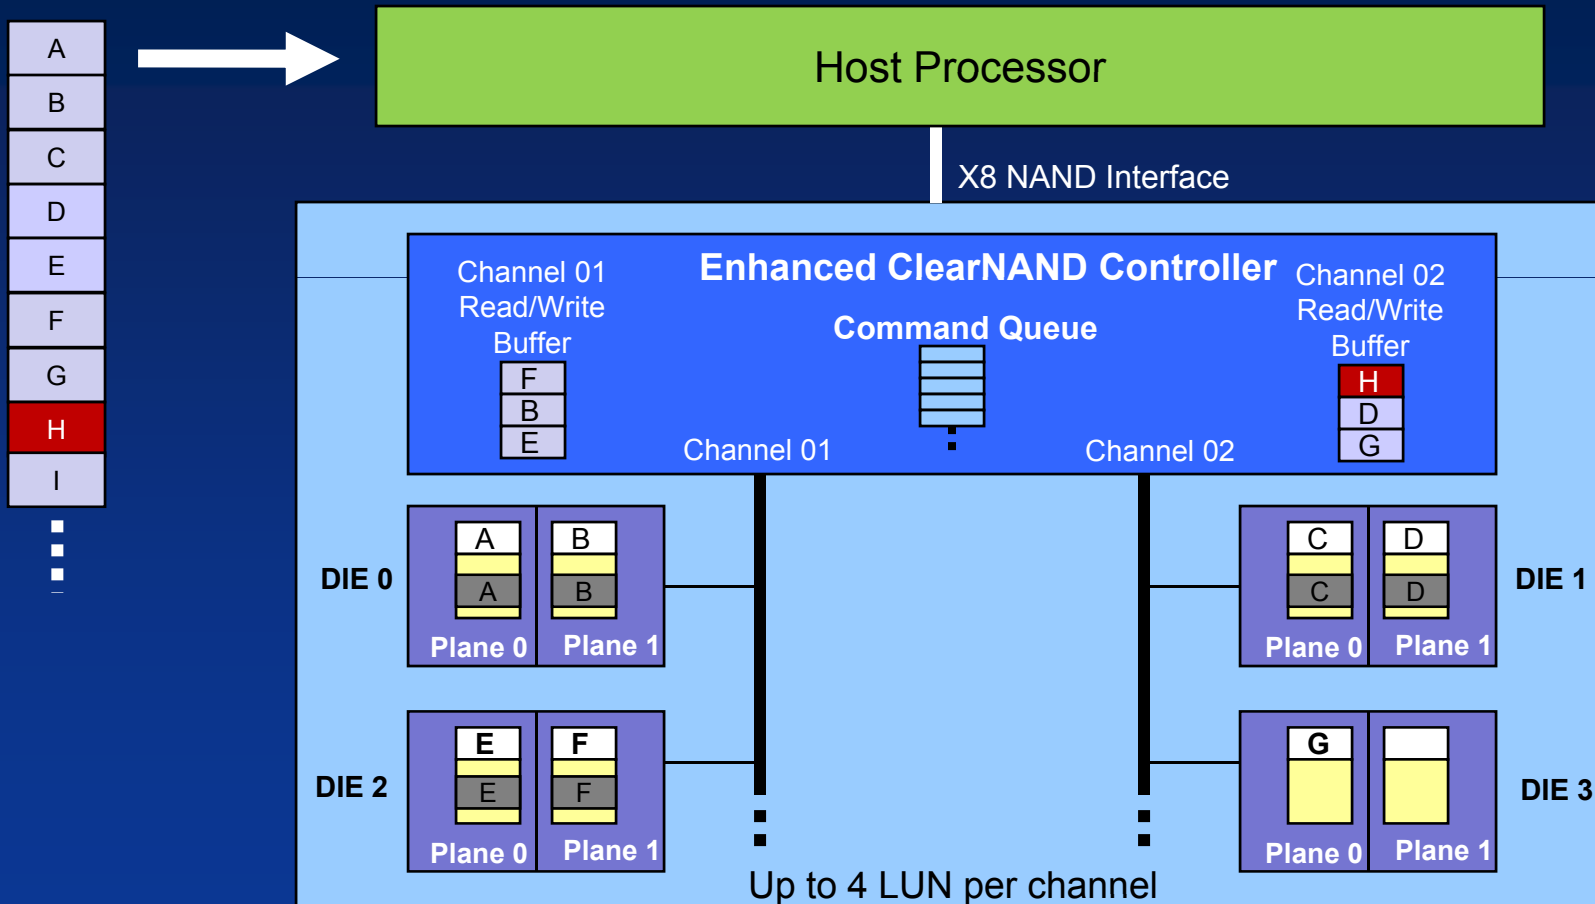 A
B
C
D
E
F
G
H
I
Host Processor
X8 NAND Interface
Enhanced ClearNAND Controller
Channel 01
Read/Write
Buffer
F
B
E
Command Queue
Channel 02
Read/Write
Buffer
H
D
G
Channel 01
Channel 02
DIE 0
A
B
A
B
Plane 0
Plane 1
C
D
C
D
Plane 0
Plane 1
DIE 1
DIE 2
E
F
E
F
Plane 0
Plane 1
G
Plane 0
Plane 1
DIE 3
Up to 4 LUN per channel